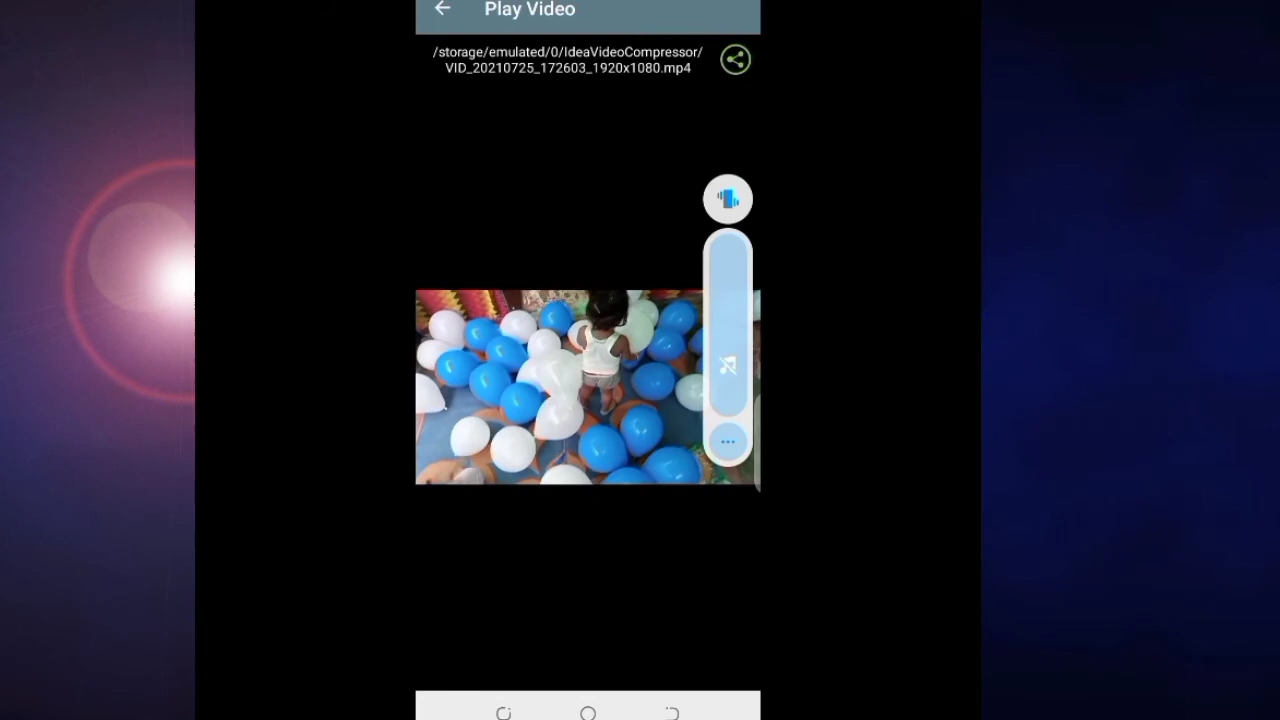 Play Video
/storage/emulated/0/IdeaVideoCompressor/
VID_20210725_172603_1920x1080.mp4